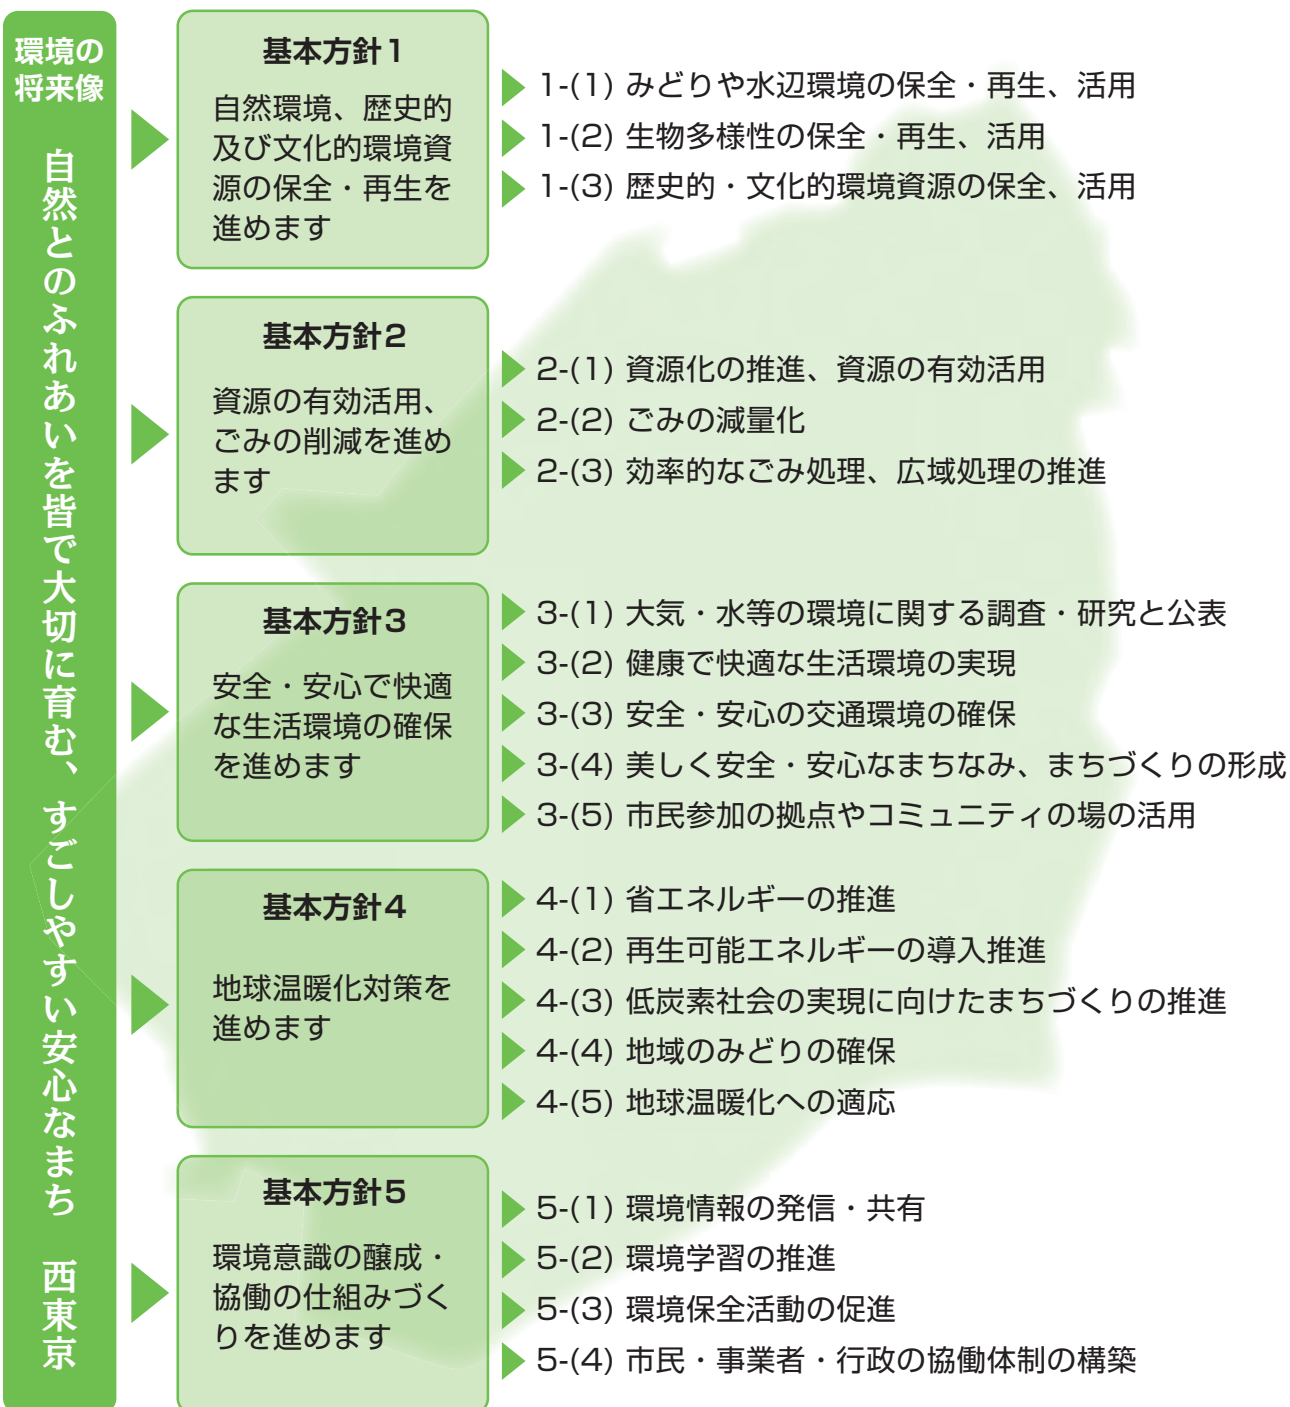 環境の
将来像
自然とのふれあいを皆で大切に育む、すごしやすい安心なまち　西東京
基本方針1
自然環境、歴史的
及び文化的環境資
源の保全・再生を
進めます
1-(1) みどりや水辺環境の保全・再生、活用
1-(2) 生物多様性の保全・再生、活用
1-(3) 歴史的・文化的環境資源の保全、活用
基本方針2
資源の有効活用、
ごみの削減を進め
ます
2-(1) 資源化の推進、資源の有効活用
2-(2) ごみの減量化
2-(3) 効率的なごみ処理、広域処理の推進
基本方針3
安全・安心で快適
な生活環境の確保
を進めます
3-(1) 大気・水等の環境に関する調査・研究と公表
3-(2) 健康で快適な生活環境の実現
3-(3) 安全・安心の交通環境の確保
3-(4) 美しく安全・安心なまちなみ、まちづくりの形成
3-(5) 市民参加の拠点やコミュニティの場の活用
基本方針4
地球温暖化対策を
進めます
4-(1) 省エネルギーの推進
4-(2) 再生可能エネルギーの導入推進
4-(3) 低炭素社会の実現に向けたまちづくりの推進
4-(4) 地域のみどりの確保
4-(5) 地球温暖化への適応
基本方針5
環境意識の醸成・
協働の仕組みづく
りを進めます
5-(1) 環境情報の発信・共有
5-(2) 環境学習の推進
5-(3) 環境保全活動の促進
5-(4) 市民・事業者・行政の協働体制の構築